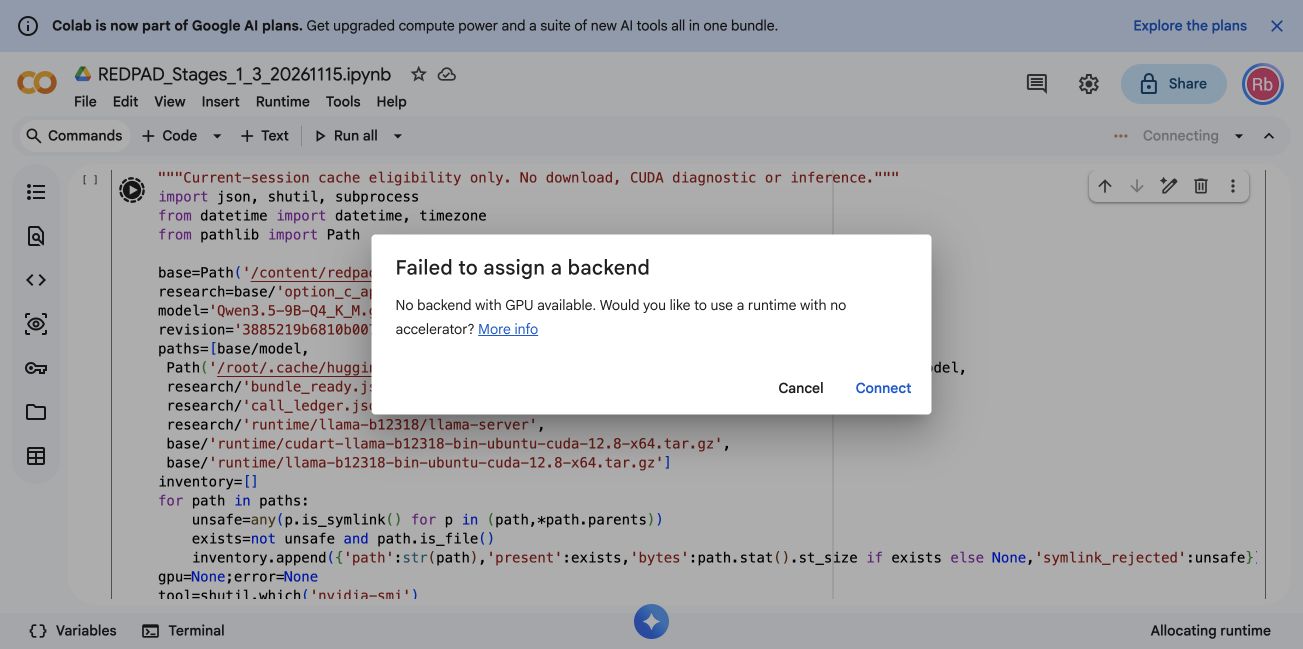 Colab is now part of Google AI plans. Get upgraded compute power and a suite of new AI tools all in one bundle.
Explore the plans
REDPAD_Stages_1_3_20261115.ipynb
File Edit View Insert Runtime Tools Help
Share
Rb
Commands + Code + Text Run all
Connecting
[ ]
"""Current-session cache eligibility only. No download, CUDA diagnostic or inference."""
import json, shutil, subprocess
from datetime import datetime, timezone
from pathlib import Path
base=Path('/content/redpad
research=base/'option_c_ap
model='Qwen3.5-9B-Q4_K_M.g
revision='3885219b6810b007
paths=[base/model,
Path('/root/.cache/huggin
del,
research/'bundle_ready.js
research/'call_ledger.jso
research/'runtime/llama-b12318/llama-server',
base/'runtime/cudart-llama-b12318-bin-ubuntu-cuda-12.8-x64.tar.gz',
base/'runtime/llama-b12318-bin-ubuntu-cuda-12.8-x64.tar.gz']
inventory=[]
for path in paths:
unsafe=any(p.is_symlink() for p in (path,*path.parents))
exists=not unsafe and path.is_file()
inventory.append({'path':str(path),'present':exists,'bytes':path.stat().st_size if exists else None,'symlink_rejected':unsafe}
gpu=None;error=None
tool=shutil.which('nvidia-smi')
Failed to assign a backend
No backend with GPU available. Would you like to use a runtime with no
accelerator? More info
Cancel Connect
Variables Terminal
Allocating runtime